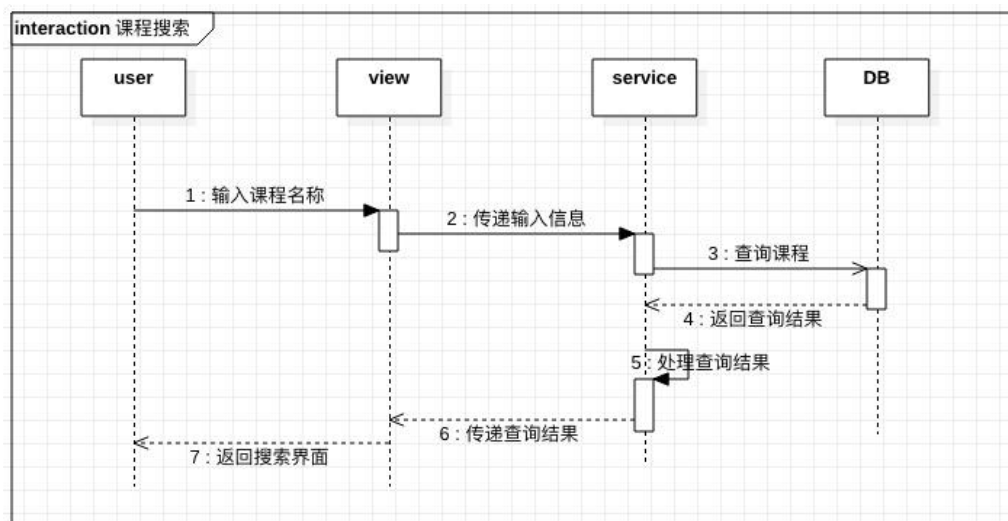 interaction 课程搜索
user
view
service
DB
1 : 输入课程名称
2 : 传递输入信息
3 : 查询课程
4 : 返回查询结果
5 : 处理查询结果
6 : 传递查询结果
7 : 返回搜索界面